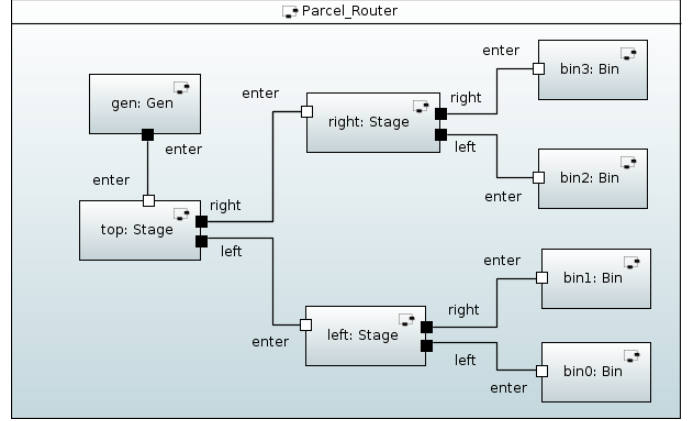 Parcel_Router
enter
bin3: Bin
gen: Gen
enter
right
right: Stage
enter
left
enter
bin2: Bin
enter
right
top: Stage
left
enter
bin1: Bin
right
enter
left: Stage
left
bin0: Bin
enter